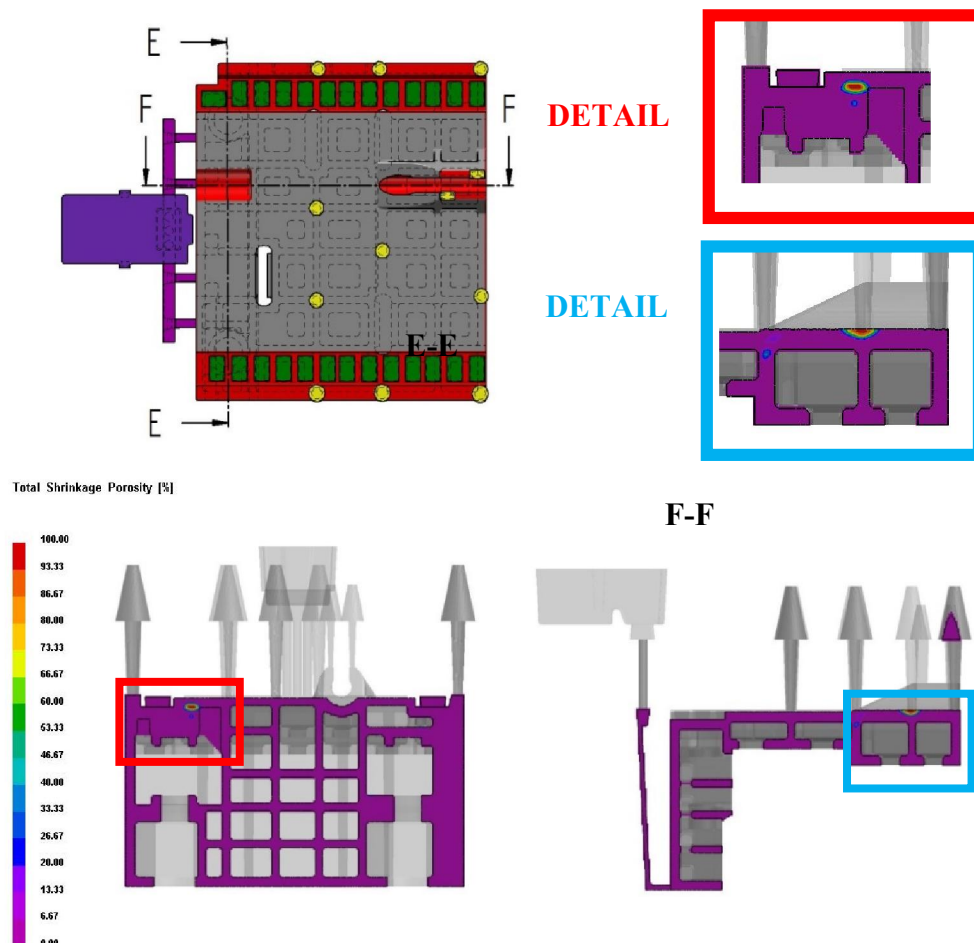 E
F
F
DETAIL
DETAIL
E-E
E
Total Shrinkage Porosity [%]
F-F
100.00
93.33
86.67
80.00
73.33
66.67
60.00
53.33
46.67
40.00
33.33
26.67
20.00
13.33
6.67
0.00